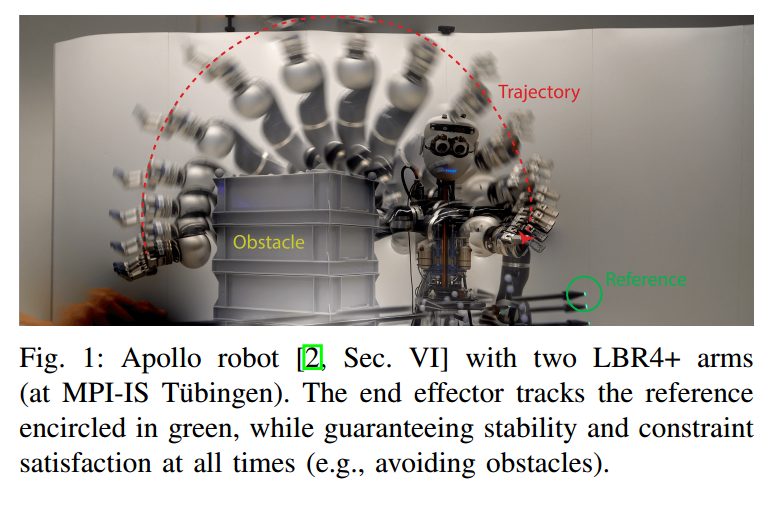 Trajectory
Obstacle
Reference
Fig. 1: Apollo robot [2, Sec. VI] with two LBR4+ arms
(at MPI-IS Tübingen). The end effector tracks the reference
encircled in green, while guaranteeing stability and constraint
satisfaction at all times (e.g., avoiding obstacles).